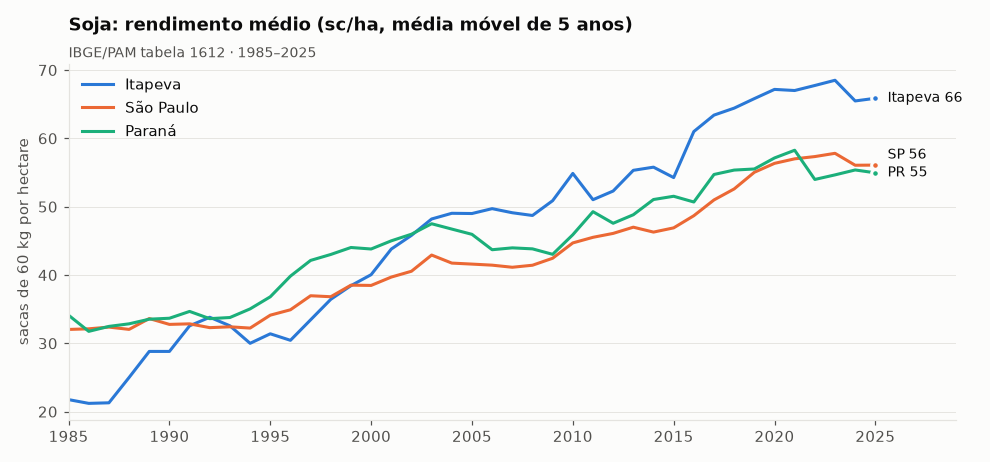 Soja: rendimento médio (sc/ha, média móvel de 5 anos)
IBGE/PAM tabela 1612 · 1985–2025
sacas de 60 kg por hectare
70
60
50
40
30
20
Itapeva
São Paulo
Paraná
Itapeva 66
SP 56
PR 55
1985 1990 1995 2000 2005 2010 2015 2020 2025